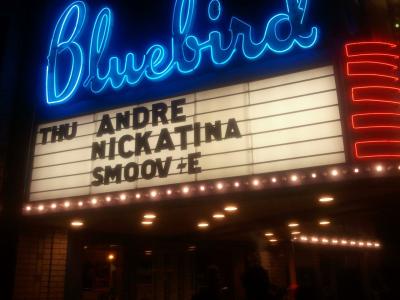 Bluebird
THU ANDRE
NICKATINA
SMOOV-E